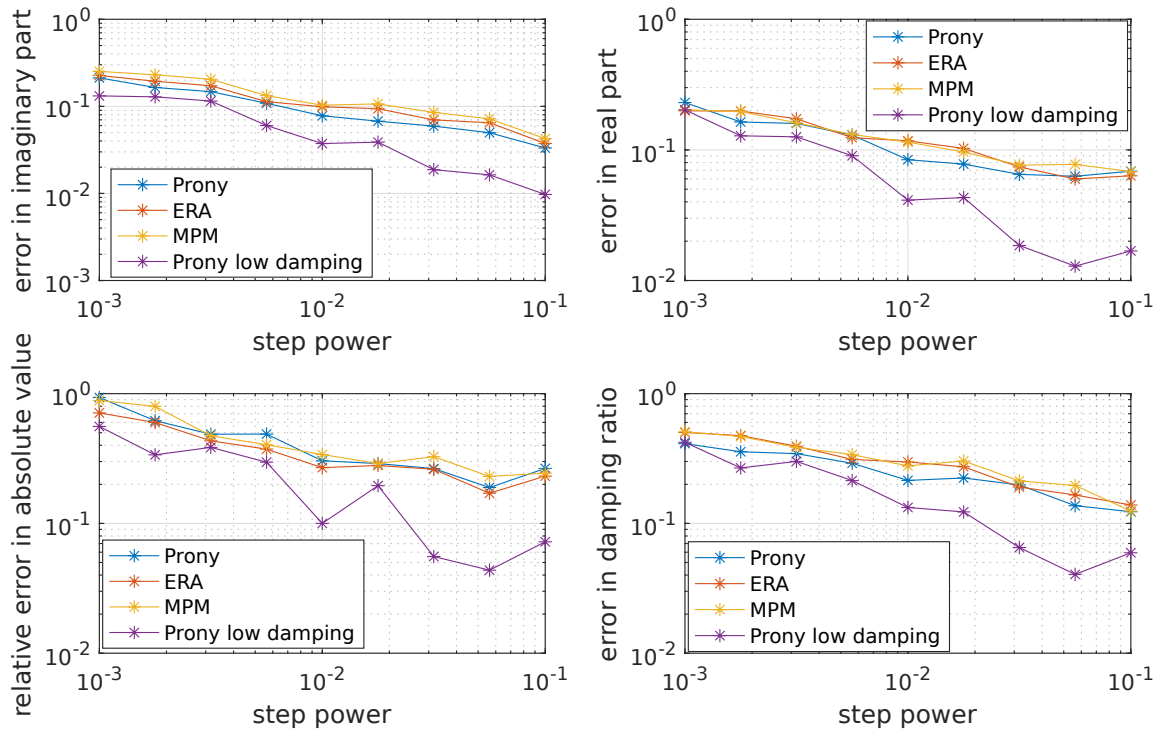 error in imaginary part
10^0
10^-1
10^-2
10^-3
Prony
ERA
MPM
Prony low damping
10^-3
10^-2
10^-1
step power
error in real part
10^0
10^-1
10^-2
Prony
ERA
MPM
Prony low damping
10^-3
10^-2
10^-1
step power
relative error in absolute value
10^0
10^-1
10^-2
Prony
ERA
MPM
Prony low damping
10^-3
10^-2
10^-1
step power
error in damping ratio
10^0
10^-1
10^-2
Prony
ERA
MPM
Prony low damping
10^-3
10^-2
10^-1
step power